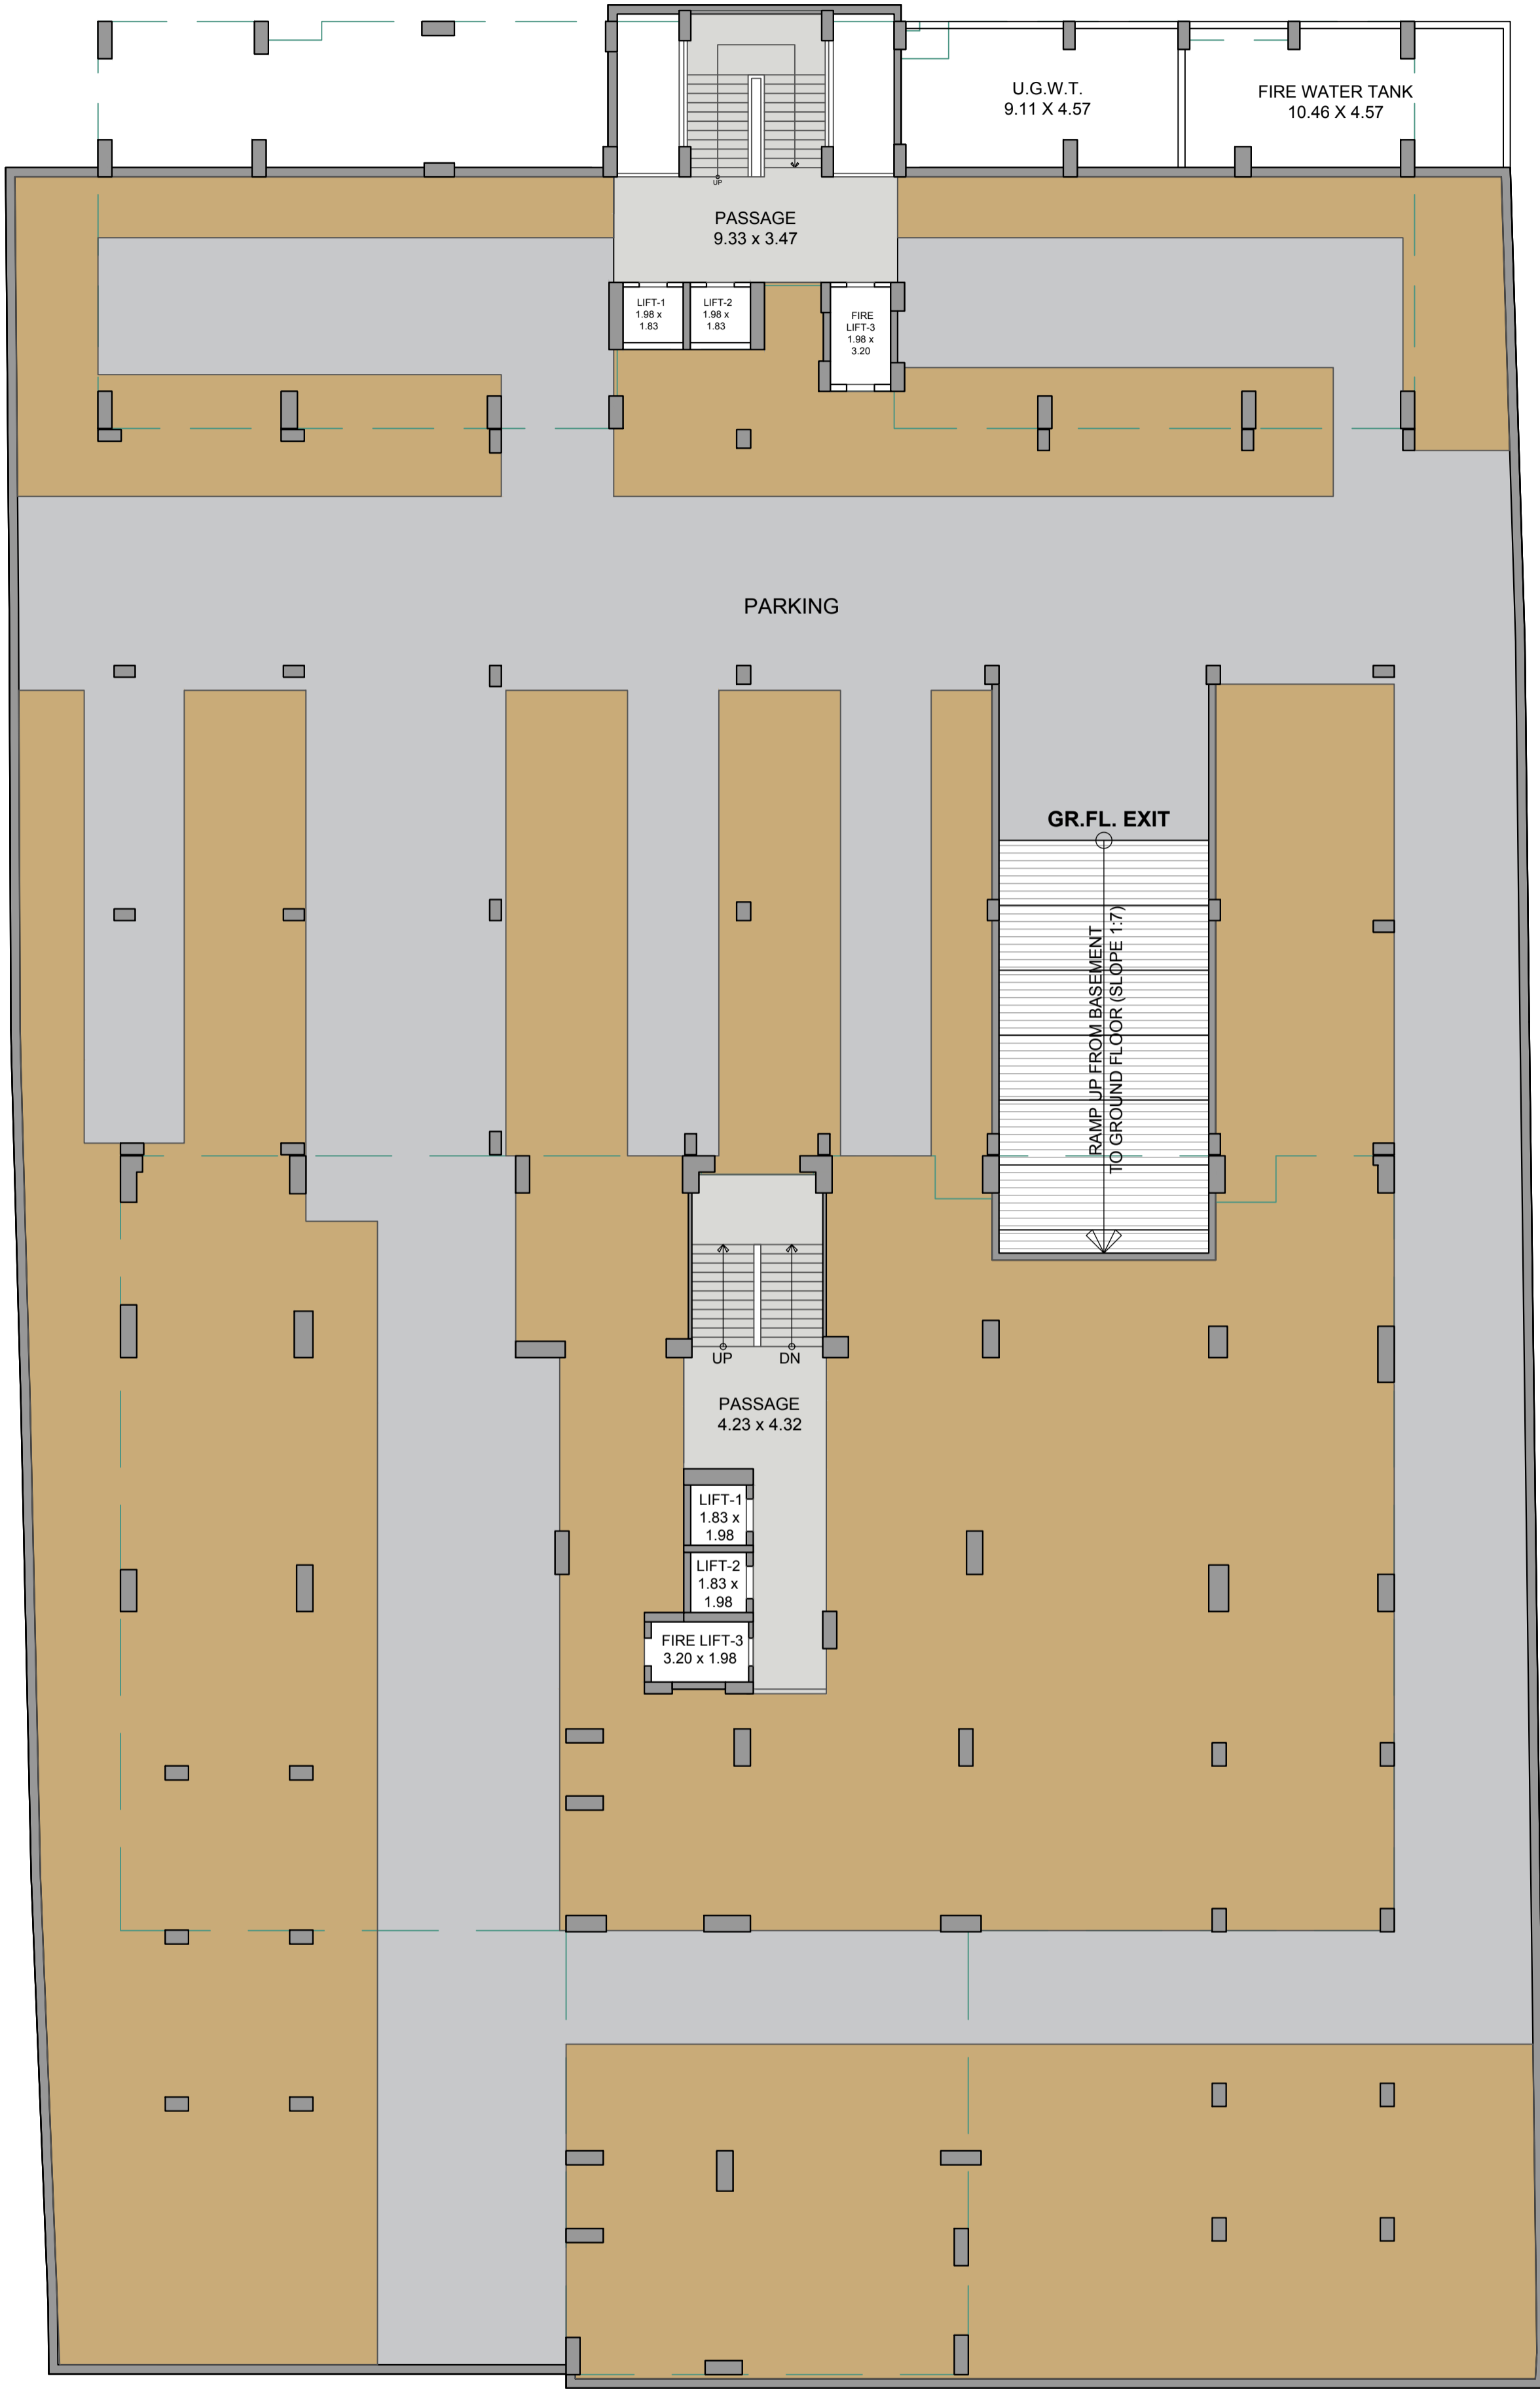 U.G.W.T.
9.11 X 4.57
FIRE WATER TANK
10.46 X 4.57
UP
PASSAGE
9.33 x 3.47
LIFT-1
1.98 x
1.83
LIFT-2
1.98 x
1.83
FIRE
LIFT-3
1.98 x
3.20
PARKING
GR.FL. EXIT
RAMP UP FROM BASEMENT
TO GROUND FLOOR (SLOPE 1:7)
UP
DN
PASSAGE
4.23 x 4.32
LIFT-1
1.83 x
1.98
LIFT-2
1.83 x
1.98
FIRE LIFT-3
3.20 x 1.98